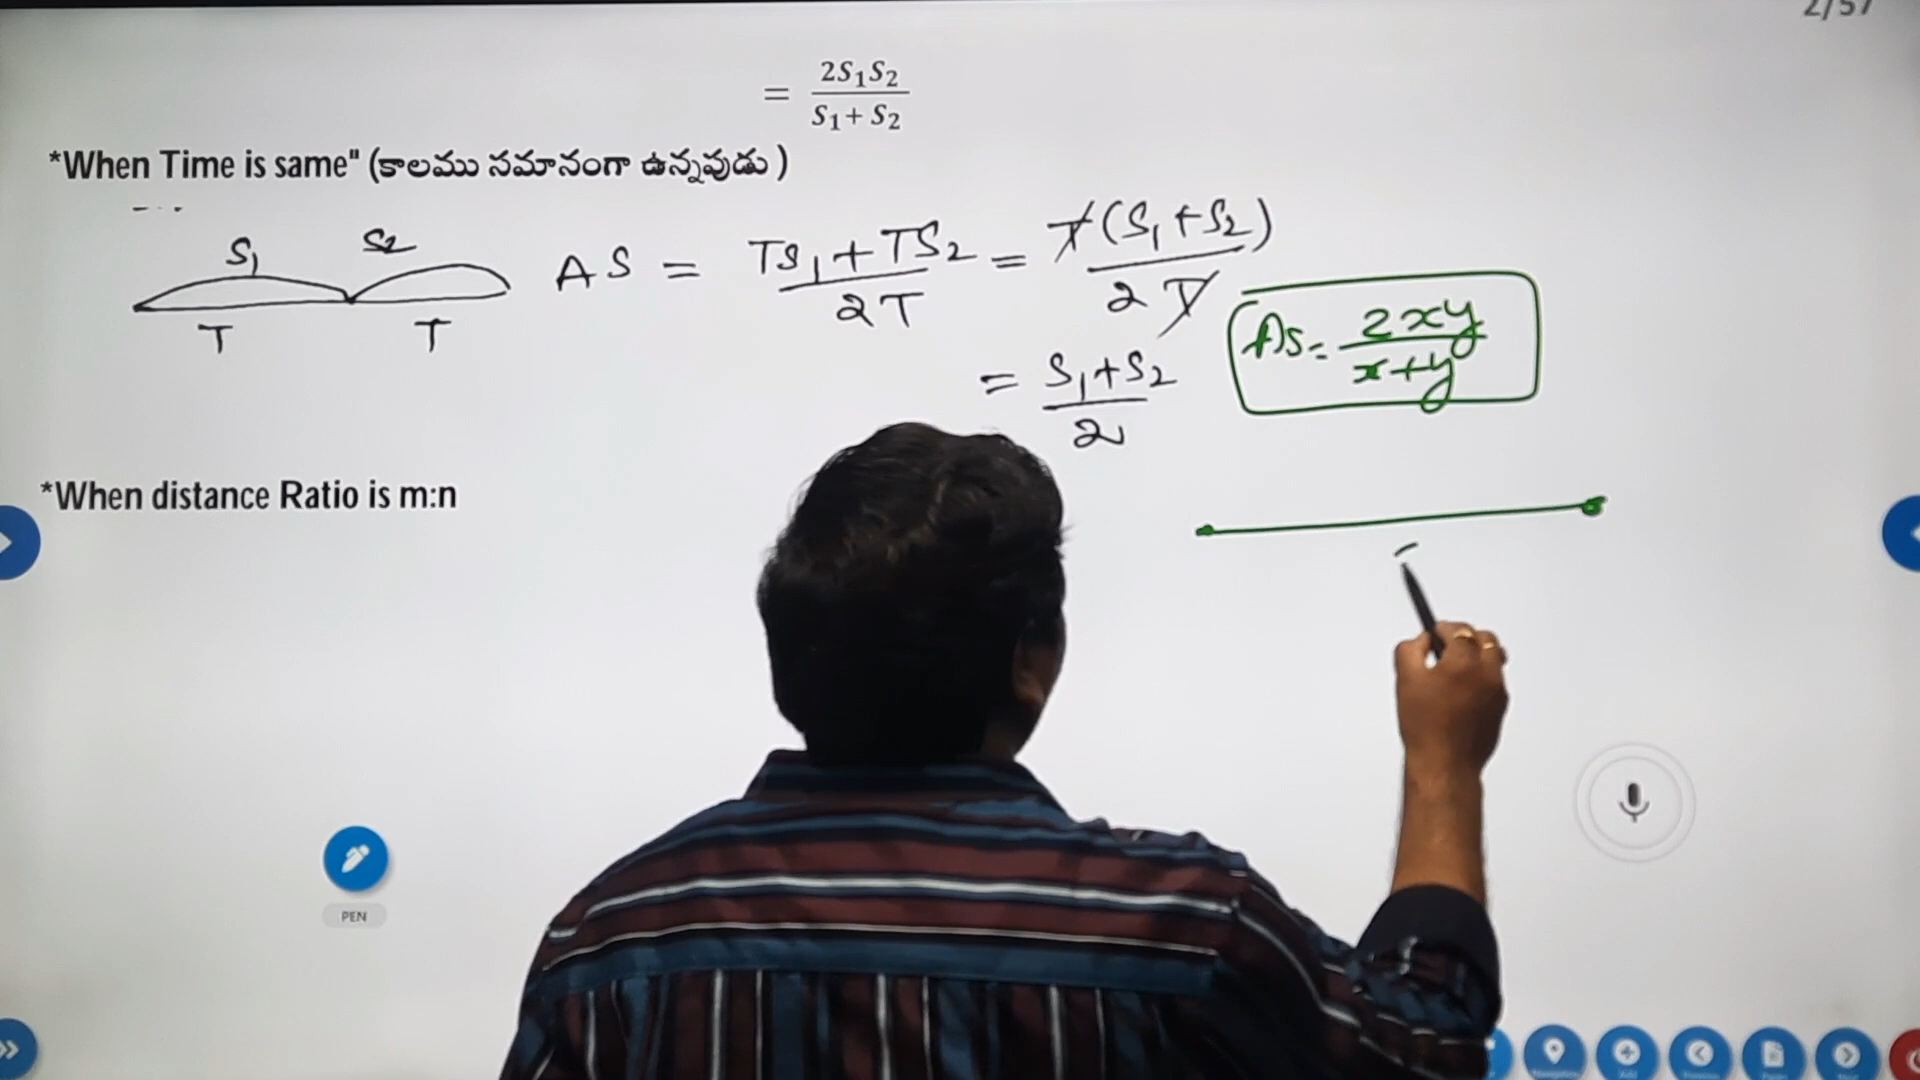 2/57
= 2S₁S₂ / S₁+ S₂
*When Time is same" (కాలము సమానంగా ఉన్నవుడు )
S₁ S₂
T T
AS = TS₁+TS₂ / 2T = T(S₁+S₂) / 2T
= S₁+S₂ / 2
AS = 2xy / x+y
*When distance Ratio is m:n
PEN